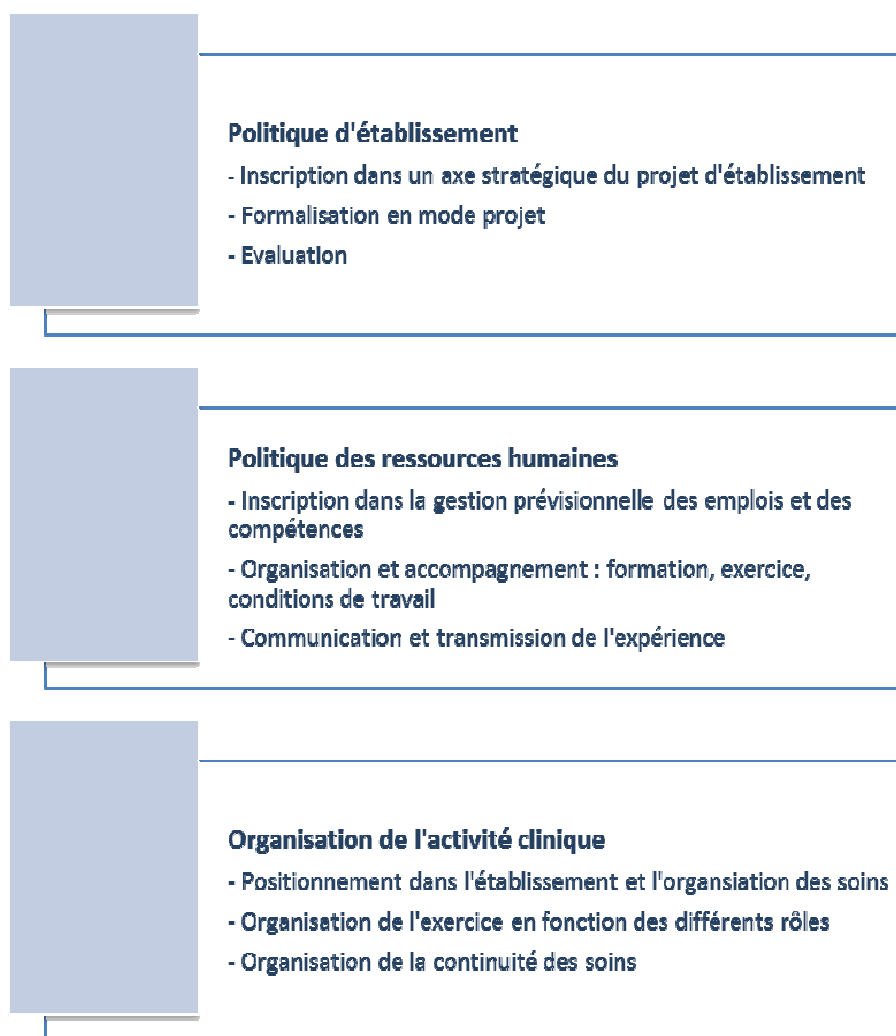 Politique d'établissement
- Inscription dans un axe stratégique du projet d'établissement
- Formalisation en mode projet
- Evaluation
Politique des ressources humaines
- Inscription dans la gestion prévisionnelle des emplois et des
compétences
- Organisation et accompagnement : formation, exercice,
conditions de travail
- Communication et transmission de l'expérience
Organisation de l'activité clinique
- Positionnement dans l'établissement et l'organsiation des soins
- Organisation de l'exercice en fonction des différents rôles
- Organisation de la continuité des soins